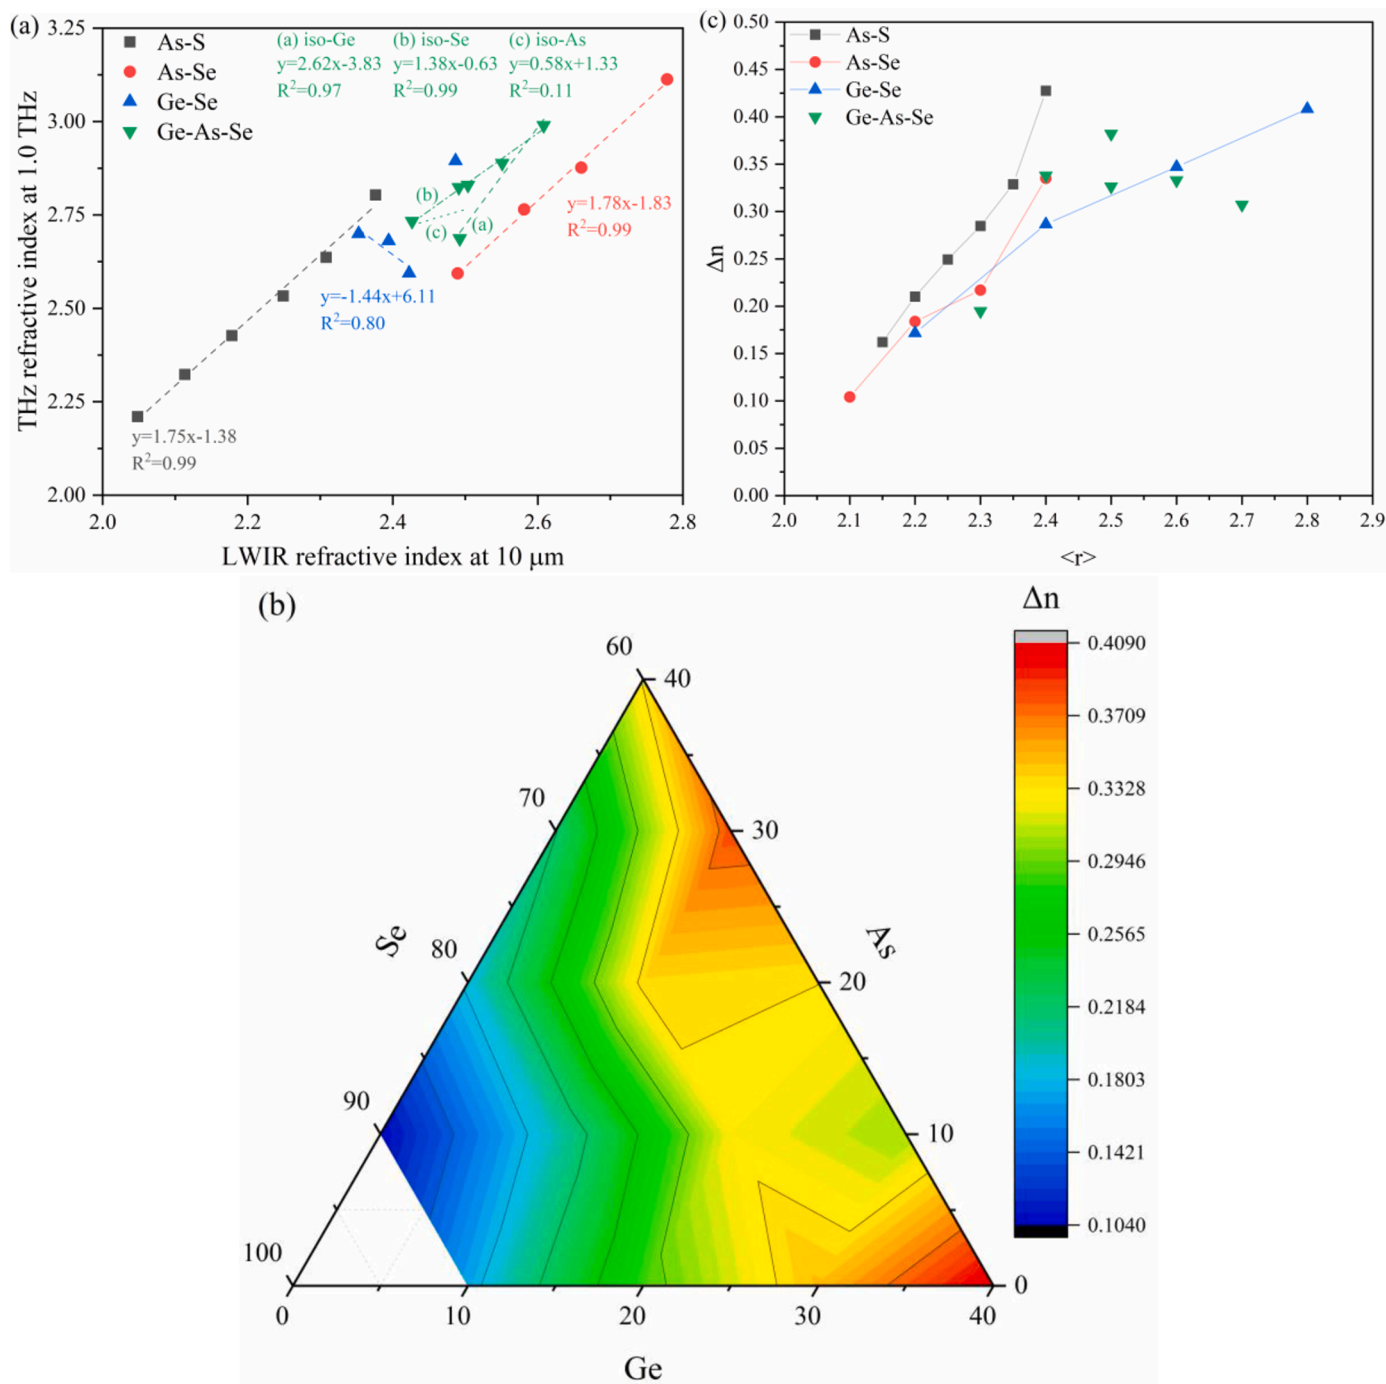 (a)
3.25
3.00
2.75
2.50
2.25
2.00
THz refractive index at 1.0 THz
As-S
As-Se
Ge-Se
Ge-As-Se
(a) iso-Ge
y=2.62x-3.83
R²=0.97
(b) iso-Se
y=1.38x-0.63
R²=0.99
(c) iso-As
y=0.58x+1.33
R²=0.11
(b)
(c)
(a)
y=1.78x-1.83
R²=0.99
y=-1.44x+6.11
R²=0.80
y=1.75x-1.38
R²=0.99
2.0 2.2 2.4 2.6 2.8
LWIR refractive index at 10 μm
(c)
0.50
0.45
0.40
0.35
0.30
0.25
0.20
0.15
0.10
0.05
0.00
Δn
As-S
As-Se
Ge-Se
Ge-As-Se
2.0 2.1 2.2 2.3 2.4 2.5 2.6 2.7 2.8 2.9
<r>
(b)
60
70
80
90
100
Se
40
30
20
10
0
As
0 10 20 30 40
Ge
Δn
0.4090
0.3709
0.3328
0.2946
0.2565
0.2184
0.1803
0.1421
0.1040